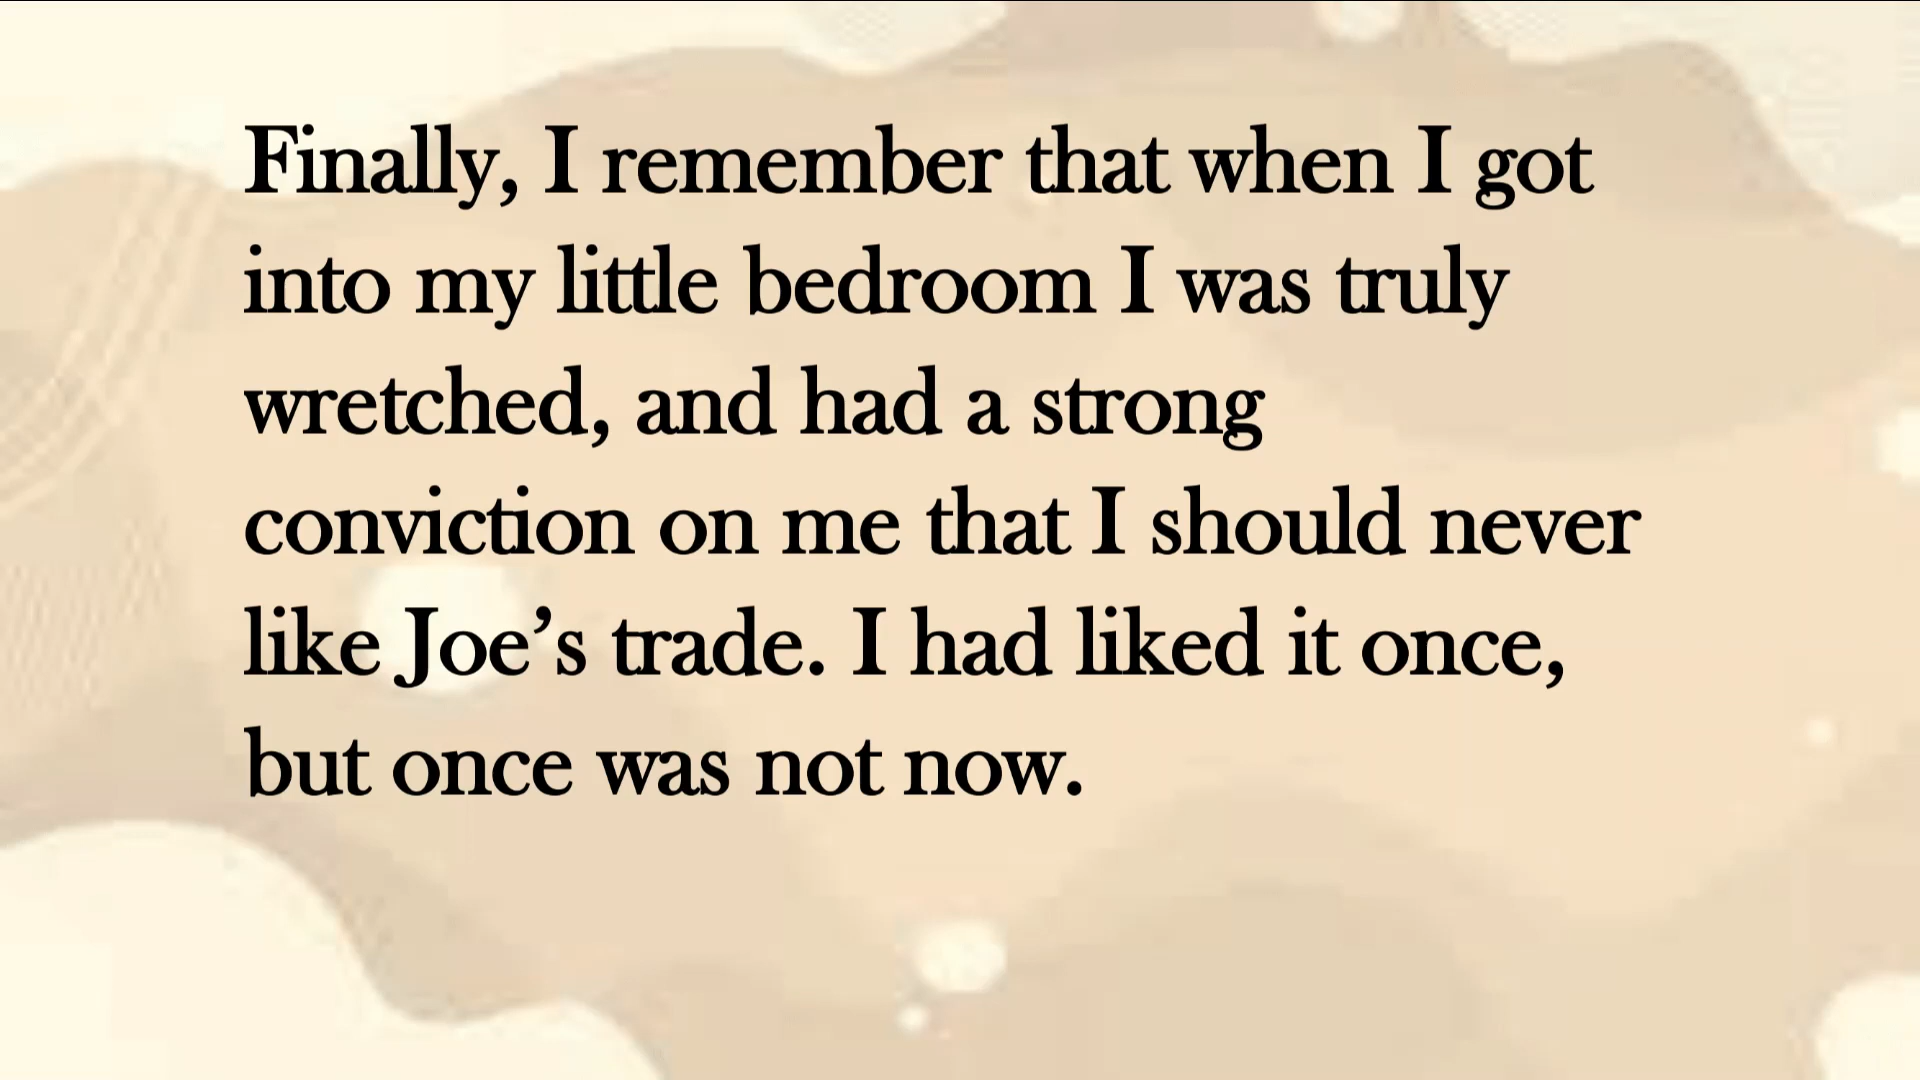 Finally, I remember that when I got
into my little bedroom I was truly
wretched, and had a strong
conviction on me that I should never
like Joe’s trade. I had liked it once,
but once was not now.